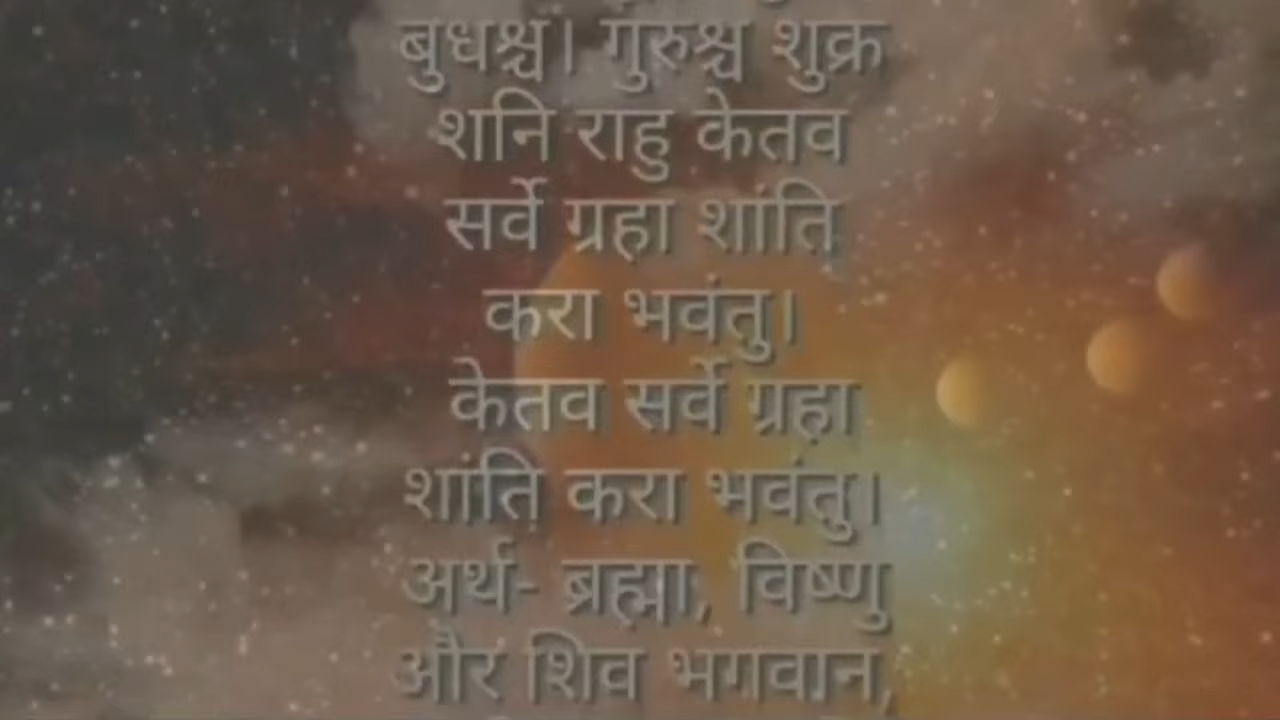 बुधश्च। गुरुश्च शुक्र
शनि राहु केतव
सर्वे ग्रहा शांति
करा भवंतु।
केतव सर्वे ग्रहा
शांति करा भवंतु।
अर्थ- ब्रह्मा, विष्णु
और शिव भगवान,